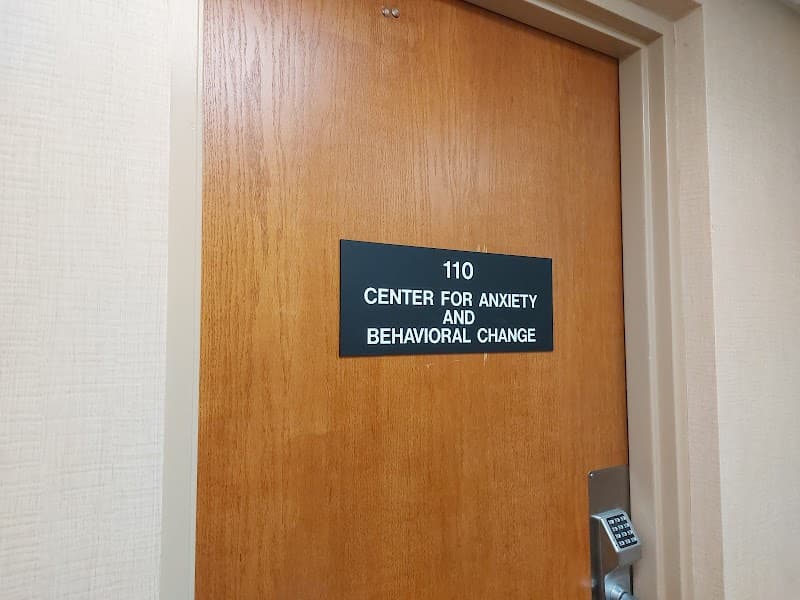 110
CENTER FOR ANXIETY
AND
BEHAVIORAL CHANGE